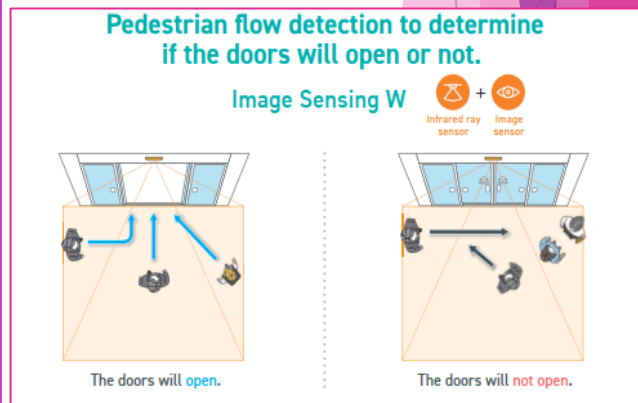 Pedestrian flow detection to determine
if the doors will open or not.
Image Sensing W
+
Infrared ray
sensor
Image
sensor
The doors will open.
The doors will not open.